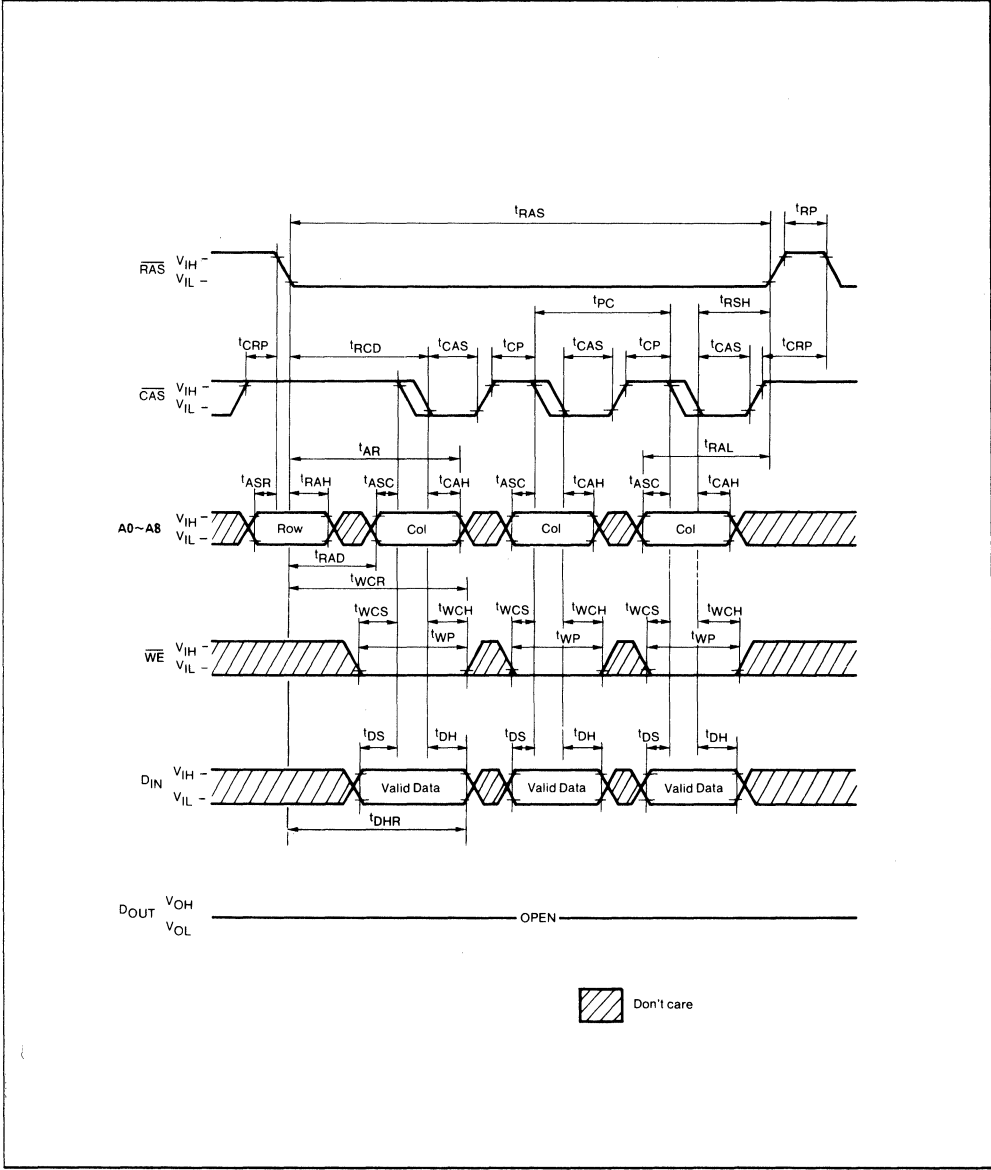 tRAS
tRP
RAS VIH
VIL
tPC
tRSH
tCRP
tRCD
tCAS
tCP
tCAS
tCP
tCAS
tCRP
CAS VIH
VIL
tAR
tRAL
tASR
tRAH
tASC
tCAH
tASC
tCAH
tASC
tCAH
A0~A8 VIH
VIL
Row
Col
Col
Col
tRAD
tWCR
tWCS
tWCH
tWCS
tWCH
tWCS
tWCH
tWP
tWP
tWP
WE VIH
VIL
tDS
tDH
tDS
tDH
tDS
tDH
DIN VIH
VIL
Valid Data
Valid Data
Valid Data
tDHR
DOUT VOH
VOL
OPEN
Don't care